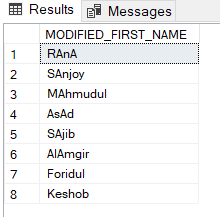 Results Messages
MODIFIED_FIRST_NAME
1 RAnA
2 SAnjoy
3 MAhmudul
4 AsAd
5 SAjib
6 AlAmgir
7 Foridul
8 Keshob